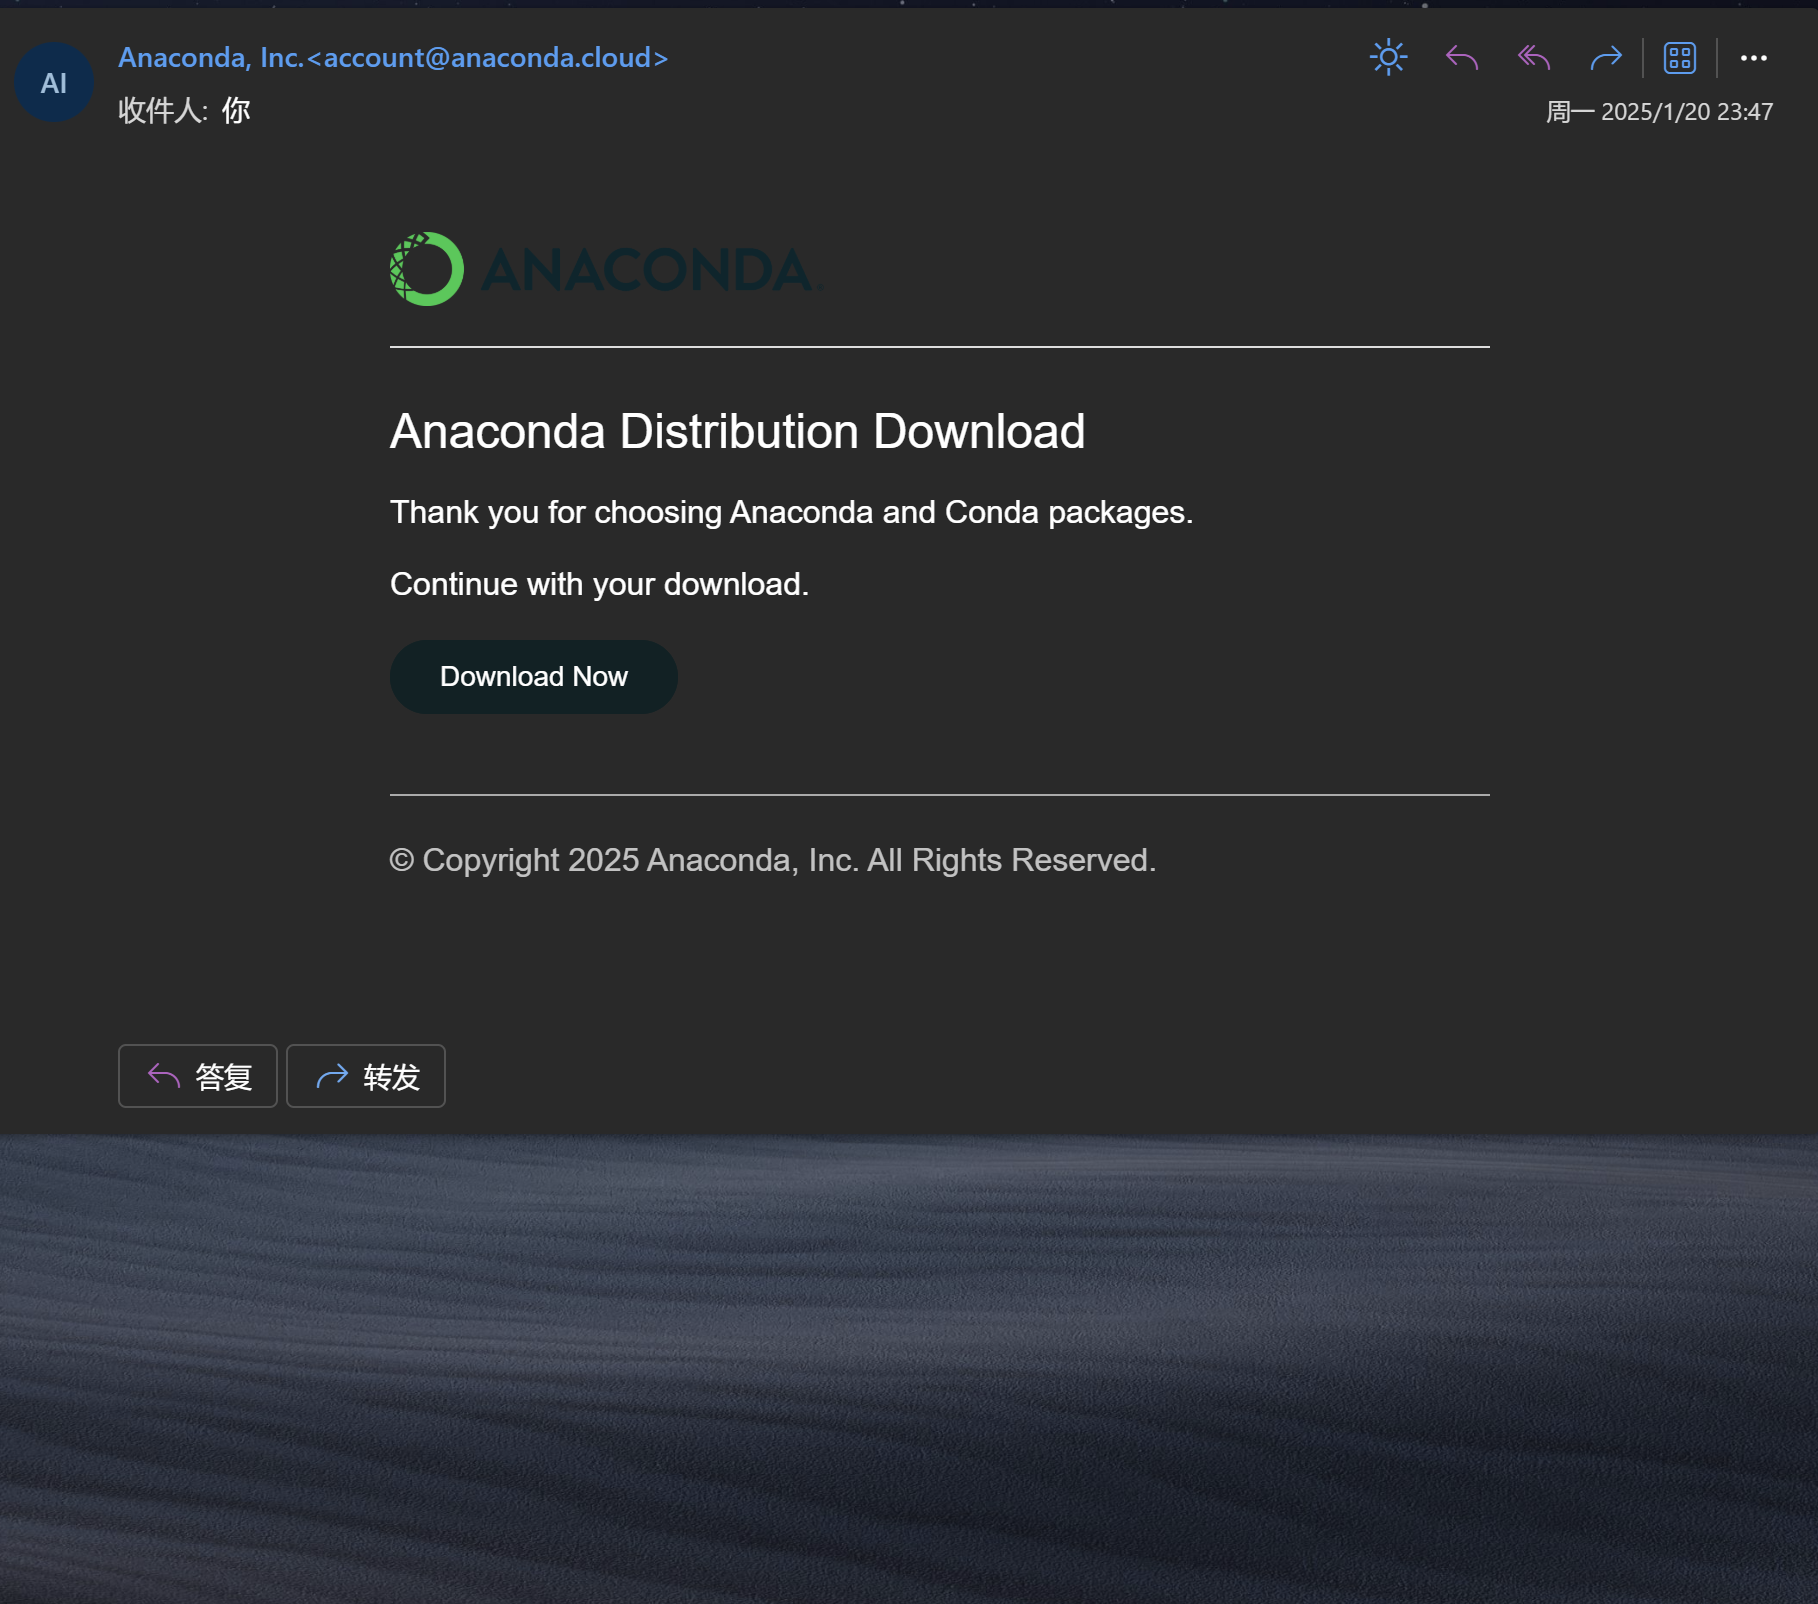 AI
Anaconda, Inc.<account@anaconda.cloud>
收件人: 你
周一 2025/1/20 23:47
ANACONDA.
Anaconda Distribution Download
Thank you for choosing Anaconda and Conda packages.
Continue with your download.
Download Now
© Copyright 2025 Anaconda, Inc. All Rights Reserved.
答复
转发